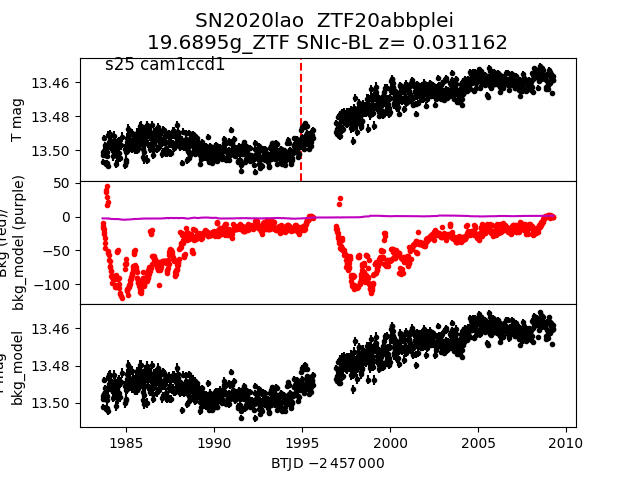 SN2020lao ZTF20abbplei
19.6895g_ZTF SNIc-BL z= 0.031162
s25 cam1ccd1
T mag
13.46
13.48
13.50
Bkg (red)/
bkg_model (purple)
50
0
−50
−100
bkg_model
13.46
13.48
13.50
1985 1990 1995 2000 2005 2010
BTJD −2 457 000